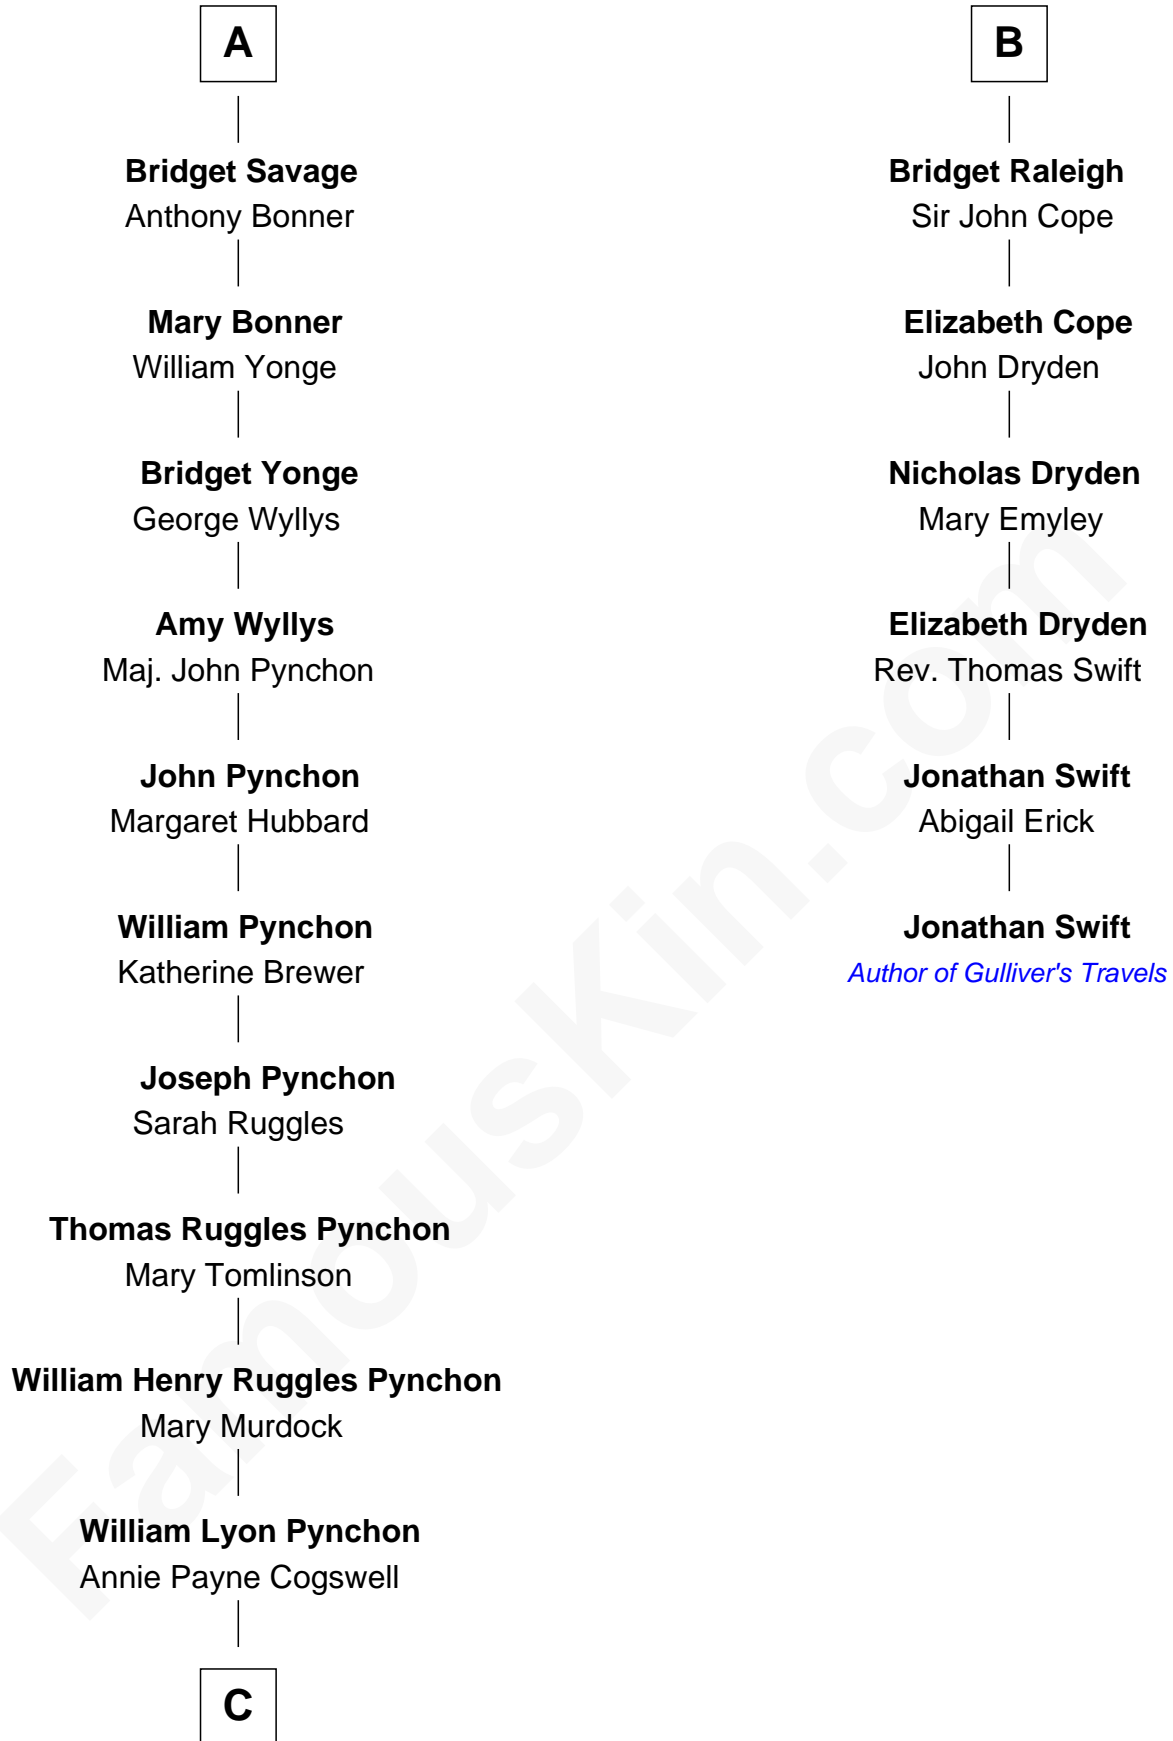 A
Bridget Savage
Anthony Bonner
Mary Bonner
William Yonge
Bridget Yonge
George Wyllys
Amy Wyllys
Maj. John Pynchon
John Pynchon
Margaret Hubbard
William Pynchon
Katherine Brewer
Joseph Pynchon
Sarah Ruggles
Thomas Ruggles Pynchon
Mary Tomlinson
William Henry Ruggles Pynchon
Mary Murdock
William Lyon Pynchon
Annie Payne Cogswell
C
B
Bridget Raleigh
Sir John Cope
Elizabeth Cope
John Dryden
Nicholas Dryden
Mary Emyley
Elizabeth Dryden
Rev. Thomas Swift
Jonathan Swift
Abigail Erick
Jonathan Swift
Author of Gulliver's Travels
FamousKin.com